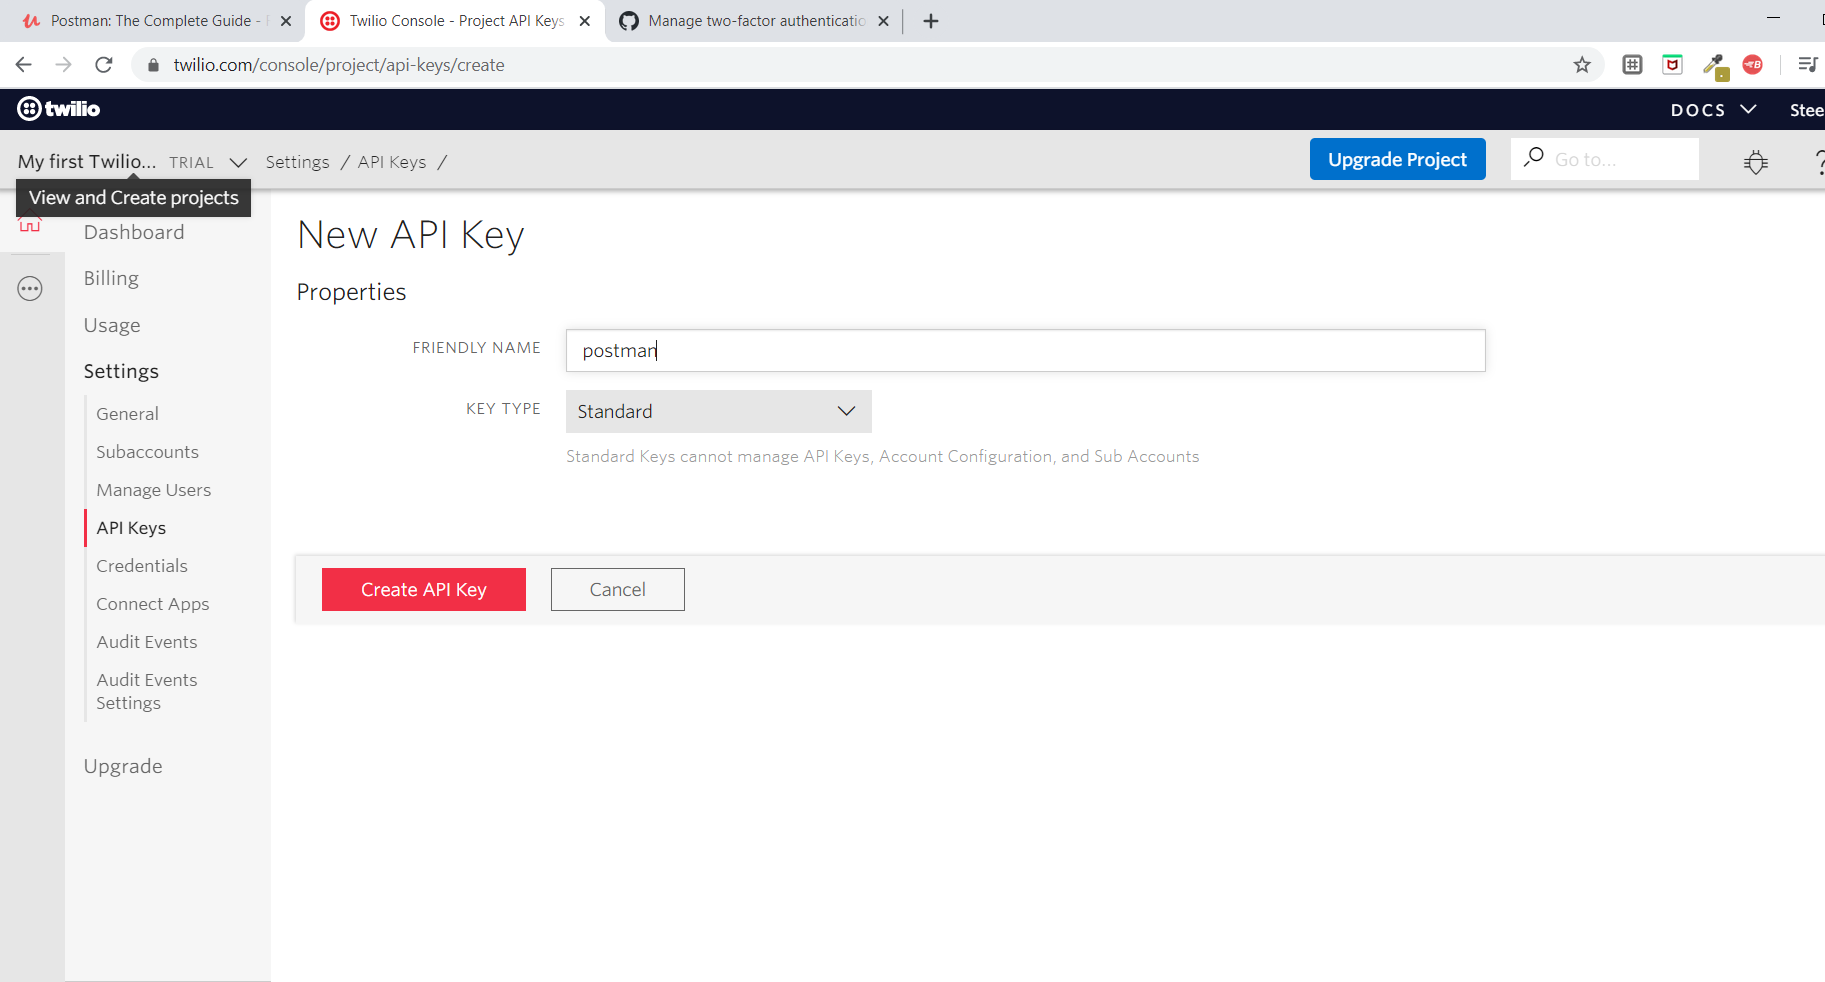 Postman: The Complete Guide -
Twilio Console - Project API Keys
Manage two-factor authenticatio
twilio.com/console/project/api-keys/create
twilio
DOCS
Stee
My first Twilio... TRIAL
Settings / API Keys /
Upgrade Project
Go to...
View and Create projects
Dashboard
Billing
Usage
Settings
General
Subaccounts
Manage Users
API Keys
Credentials
Connect Apps
Audit Events
Audit Events
Settings
Upgrade
New API Key
Properties
FRIENDLY NAME
postman
KEY TYPE
Standard
Standard Keys cannot manage API Keys, Account Configuration, and Sub Accounts
Create API Key
Cancel